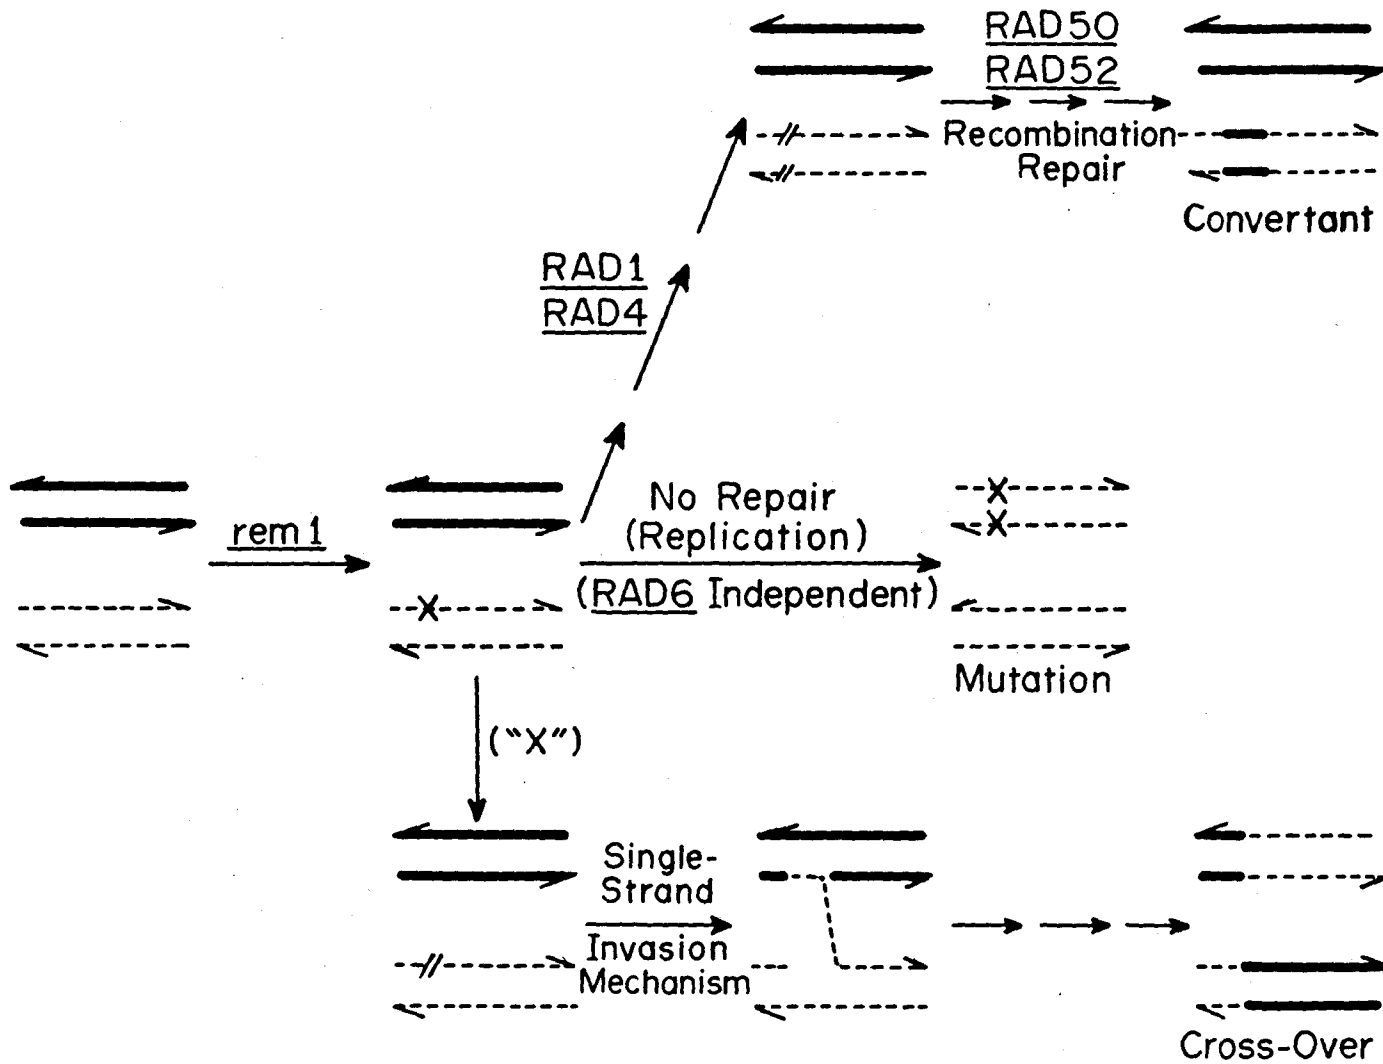 RAD50
RAD52
Recombination
Repair
Convertant
RAD1
RAD4
rem1
No Repair
(Replication)
(RAD6 Independent)
X
X
X
Mutation
("X")
Single-
Strand
Invasion
Mechanism
Cross-Over